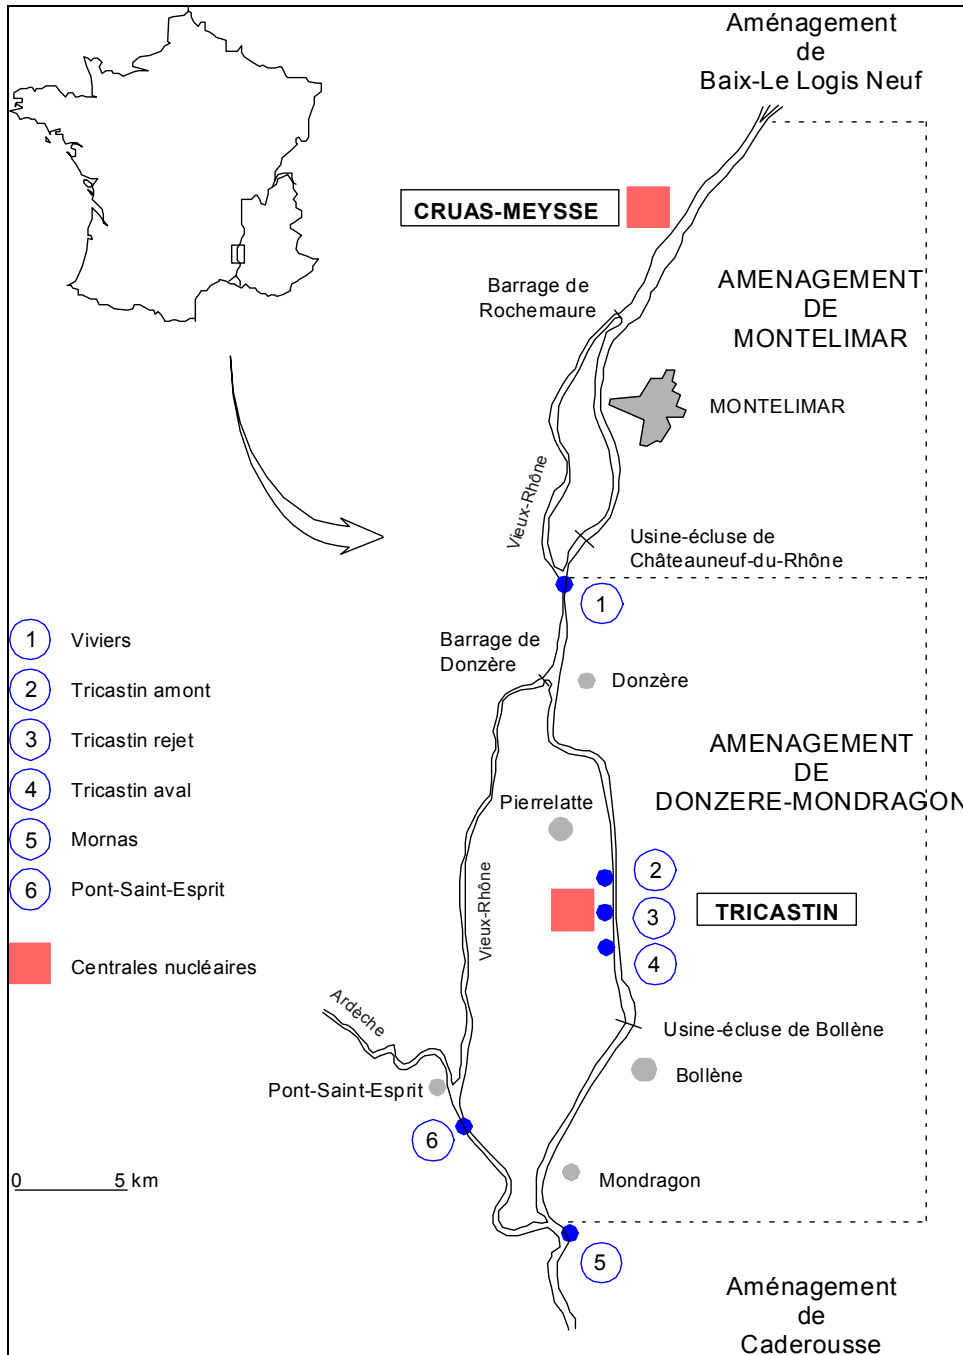 Aménagement
de
Baix-Le Logis Neuf
CRUAS-MEYSSE
Barrage de
Rochemaure
AMENAGEMENT
DE
MONTELIMAR
MONTELIMAR
Vieux-Rhône
Usine-écluse de
Châteauneuf-du-Rhône
1
1 Viviers
2 Tricastin amont
3 Tricastin rejet
4 Tricastin aval
5 Mornas
6 Pont-Saint-Esprit
Centrales nucléaires
Barrage de
Donzère
Donzère
AMENAGEMENT
DE
DONZERE-MONDRAGON
Pierrelatte
2
3
4
TRICASTIN
Vieux-Rhône
Ardèche
Usine-écluse de Bollène
Bollène
Pont-Saint-Esprit
6
0 5 km
Mondragon
5
Aménagement
de
Caderousse